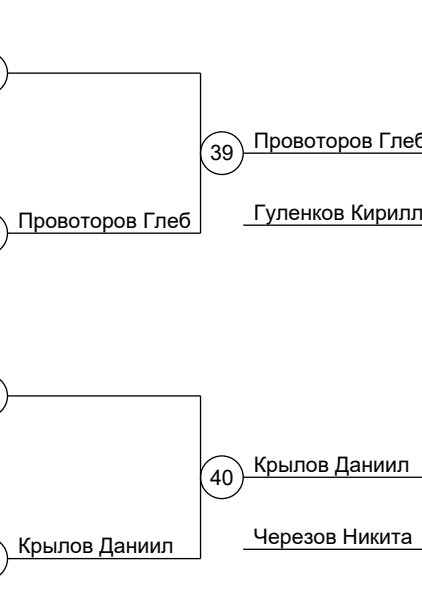 Провоторов Глеб
39
Гуленков Кирилл
Провоторов Глеб
Крылов Даниил
40
Черезов Никита
Крылов Даниил